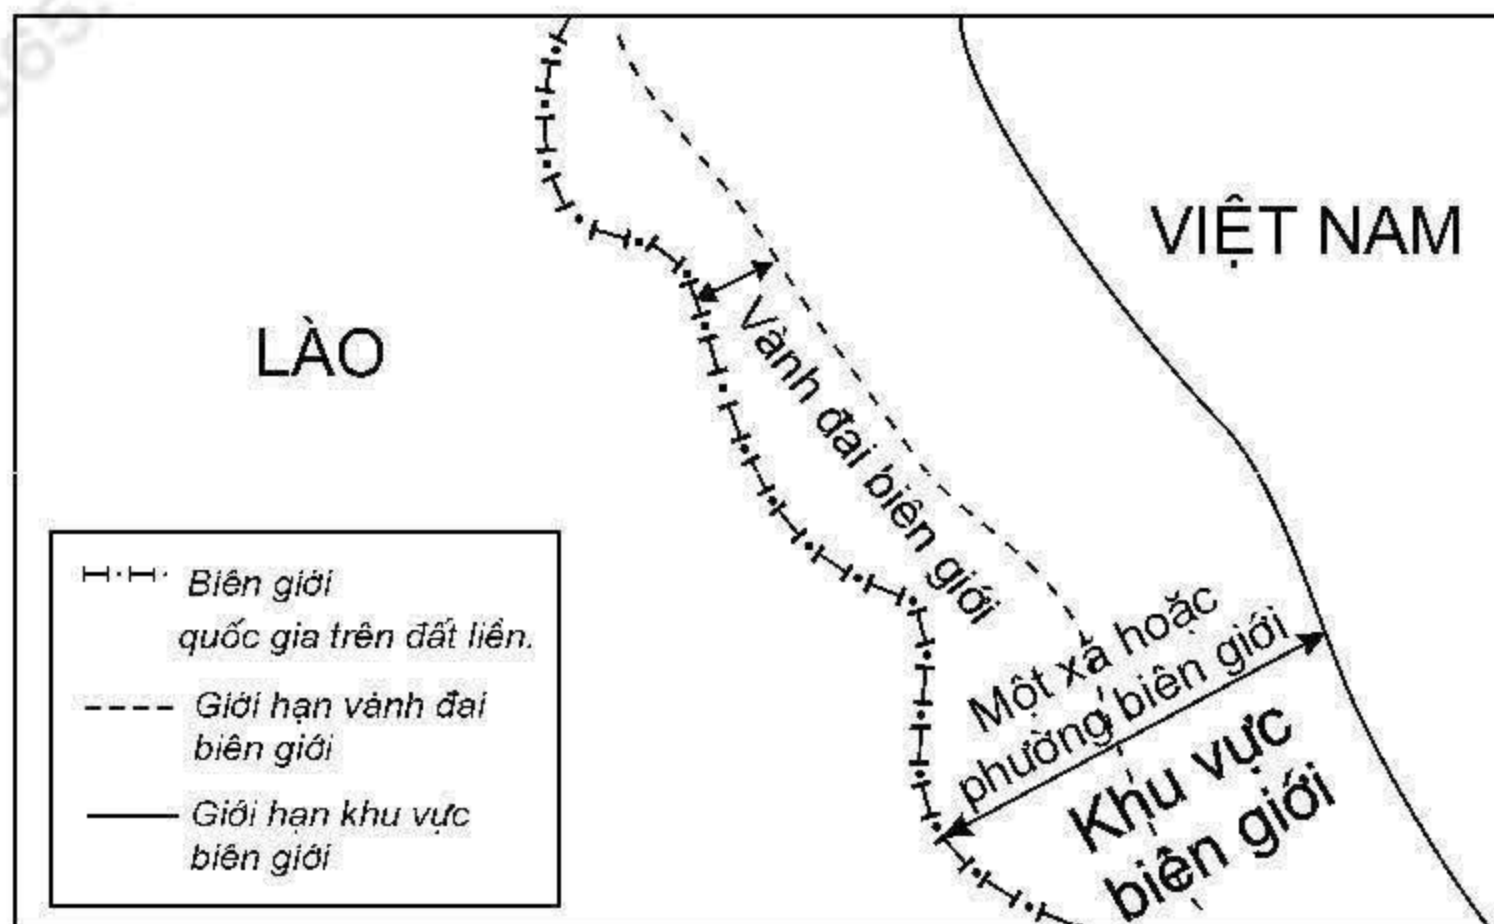 VIỆT NAM
LÀO
Vành đai biên giới
Một xã hoặc
phường biên giới
Khu vực
biên giới
Biên giới
quốc gia trên đất liền.
Giới hạn vành đai
biên giới
Giới hạn khu vực
biên giới